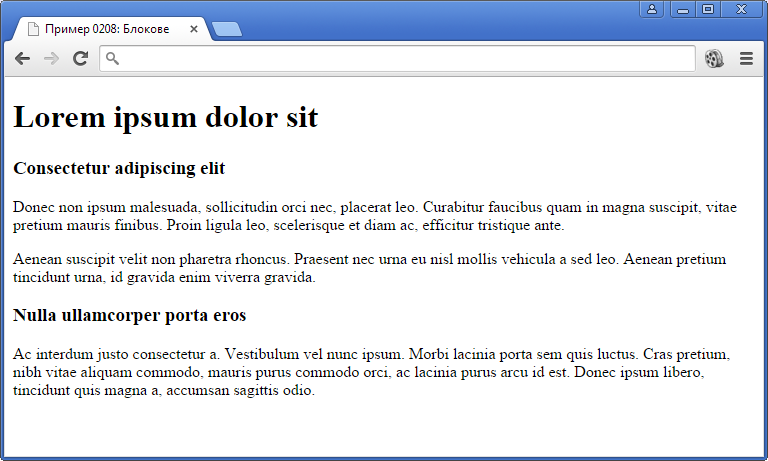 Пример 0208: Блокове
Lorem ipsum dolor sit
Consectetur adipiscing elit
Donec non ipsum malesuada, sollicitudin orci nec, placerat leo. Curabitur faucibus quam in magna suscipit, vitae
pretium mauris finibus. Proin ligula leo, scelerisque et diam ac, efficitur tristique ante.
Aenean suscipit velit non pharetra rhoncus. Praesent nec urna eu nisl mollis vehicula a sed leo. Aenean pretium
tincidunt urna, id gravida enim viverra gravida.
Nulla ullamcorper porta eros
Ac interdum justo consectetur a. Vestibulum vel nunc ipsum. Morbi lacinia porta sem quis luctus. Cras pretium,
nibh vitae aliquam commodo, mauris purus commodo orci, ac lacinia purus arcu id est. Donec ipsum libero,
tincidunt quis magna a, accumsan sagittis odio.